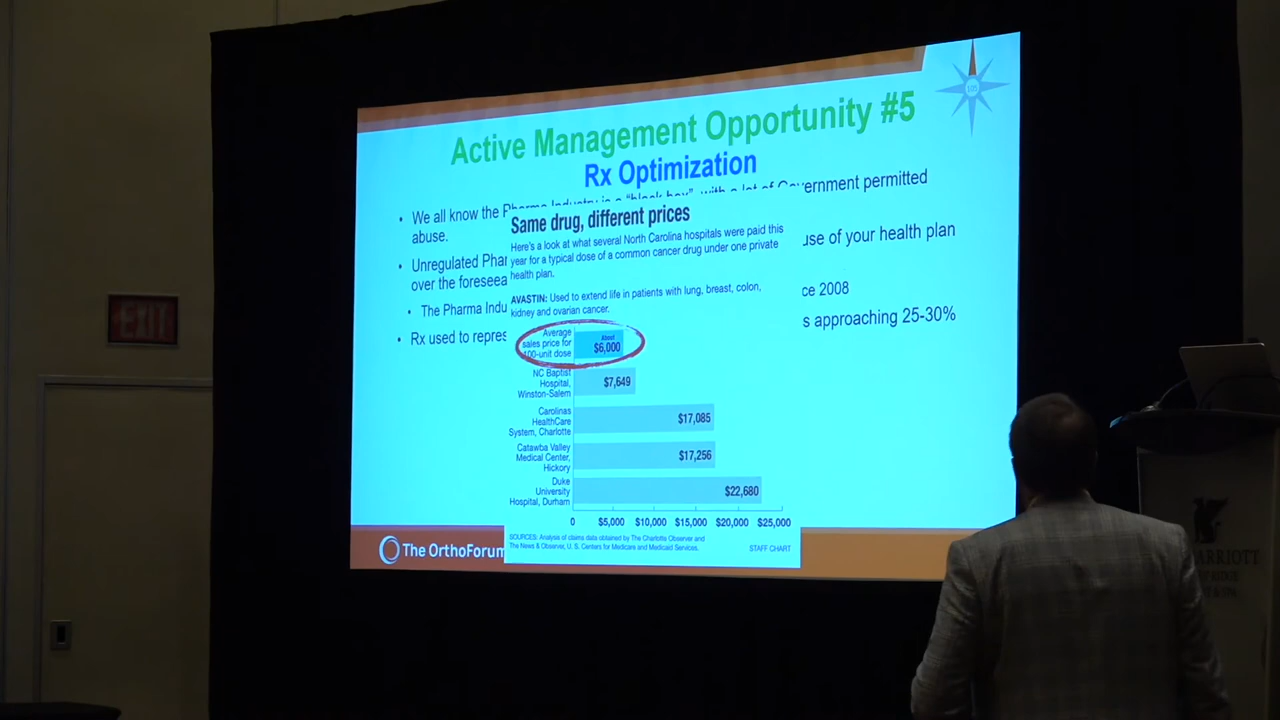 Active Management Opportunity #5
Rx Optimization
• We all know the Pharma Industry is a "black box", with a lot of Government permitted
abuse.
• Unregulated Phar
use of your health plan
over the foreseea
• The Pharma Indu
ce 2008
• Rx used to repres
s approaching 25-30%
Same drug, different prices
Here's a look at what several North Carolina hospitals were paid this
year for a typical dose of a common cancer drug under one private
health plan.
AVASTIN: Used to extend life in patients with lung, breast, colon,
kidney and ovarian cancer.
Average
sales price for
100-unit dose
About
$6,000
NC Baptist
Hospital,
Winston-Salem
$7,649
Carolinas
HealthCare
System, Charlotte
$17,085
Catawba Valley
Medical Center,
Hickory
$17,256
Duke
University
Hospital, Durham
$22,680
0 $5,000 $10,000 $15,000 $20,000 $25,000
SOURCES: Analysis of claims data obtained by The Charlotte Observer and
The News & Observer, U. S. Centers for Medicare and Medicaid Services.
STAFF CHART
The OrthoForum
EXIT
ARRIOTT